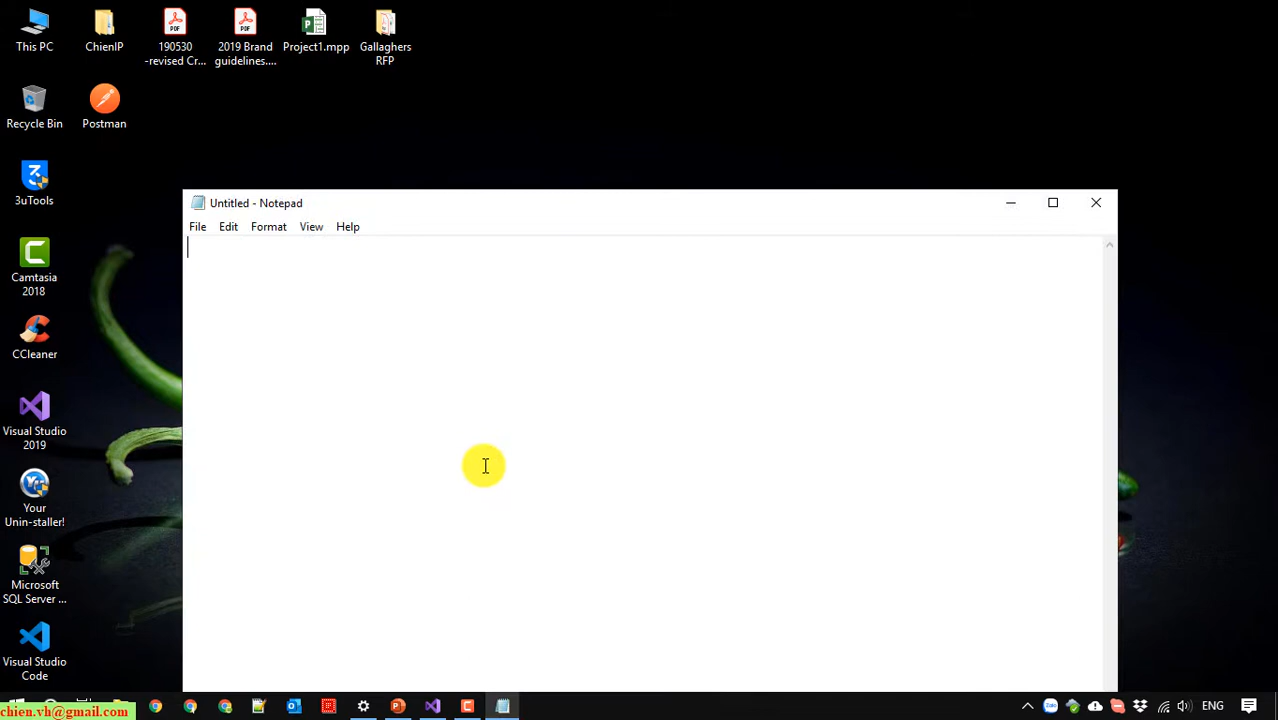 This PC
ChienIP
190530
-revised Cr...
2019 Brand
guidelines....
Project1.mpp
Gallaghers
RFP
Recycle Bin
Postman
3uTools
Camtasia
2018
CCleaner
Visual Studio
2019
Your
Unin-staller!
Microsoft
SQL Server ...
Visual Studio
Code
Untitled - Notepad
File Edit Format View Help
chien.vh@gmail.com
ENG